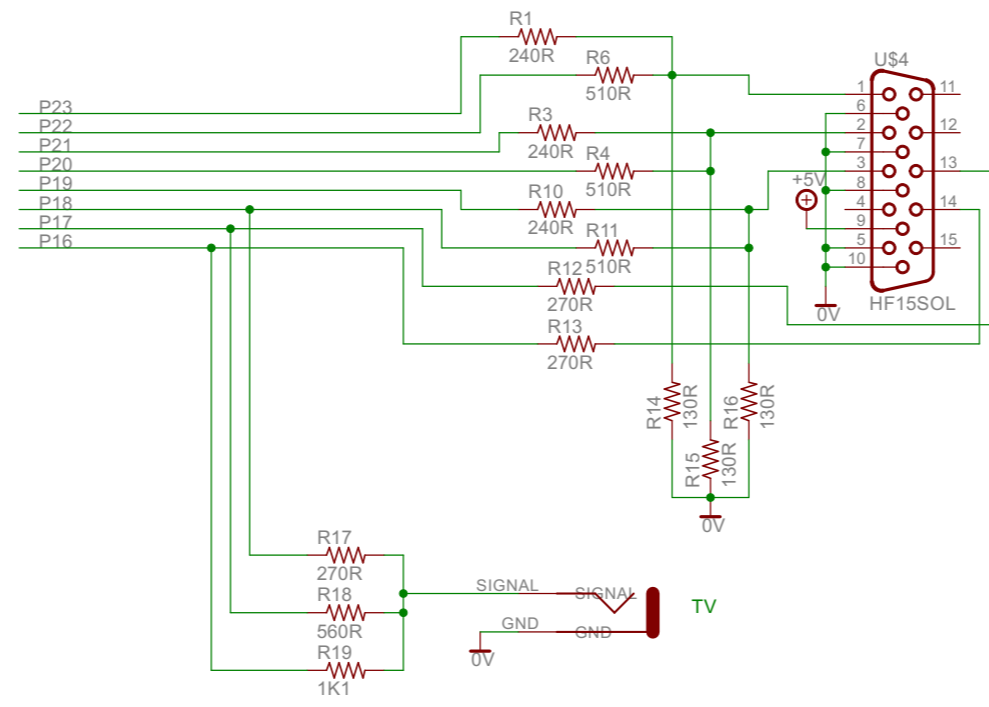 R1
240R
R6
510R
U$4
P23
P22
P21
P20
P19
P18
P17
P16
R3
240R
R4
510R
R10
240R
R11
510R
R12
270R
R13
270R
+5V
1
6
2
7
3
8
4
9
5
10
11
12
13
14
15
0V
HF15SOL
R14
130R
R16
130R
R15
130R
0V
R17
270R
R18
560R
R19
1K1
SIGNAL
SIGNAL
GND
GND
0V
TV